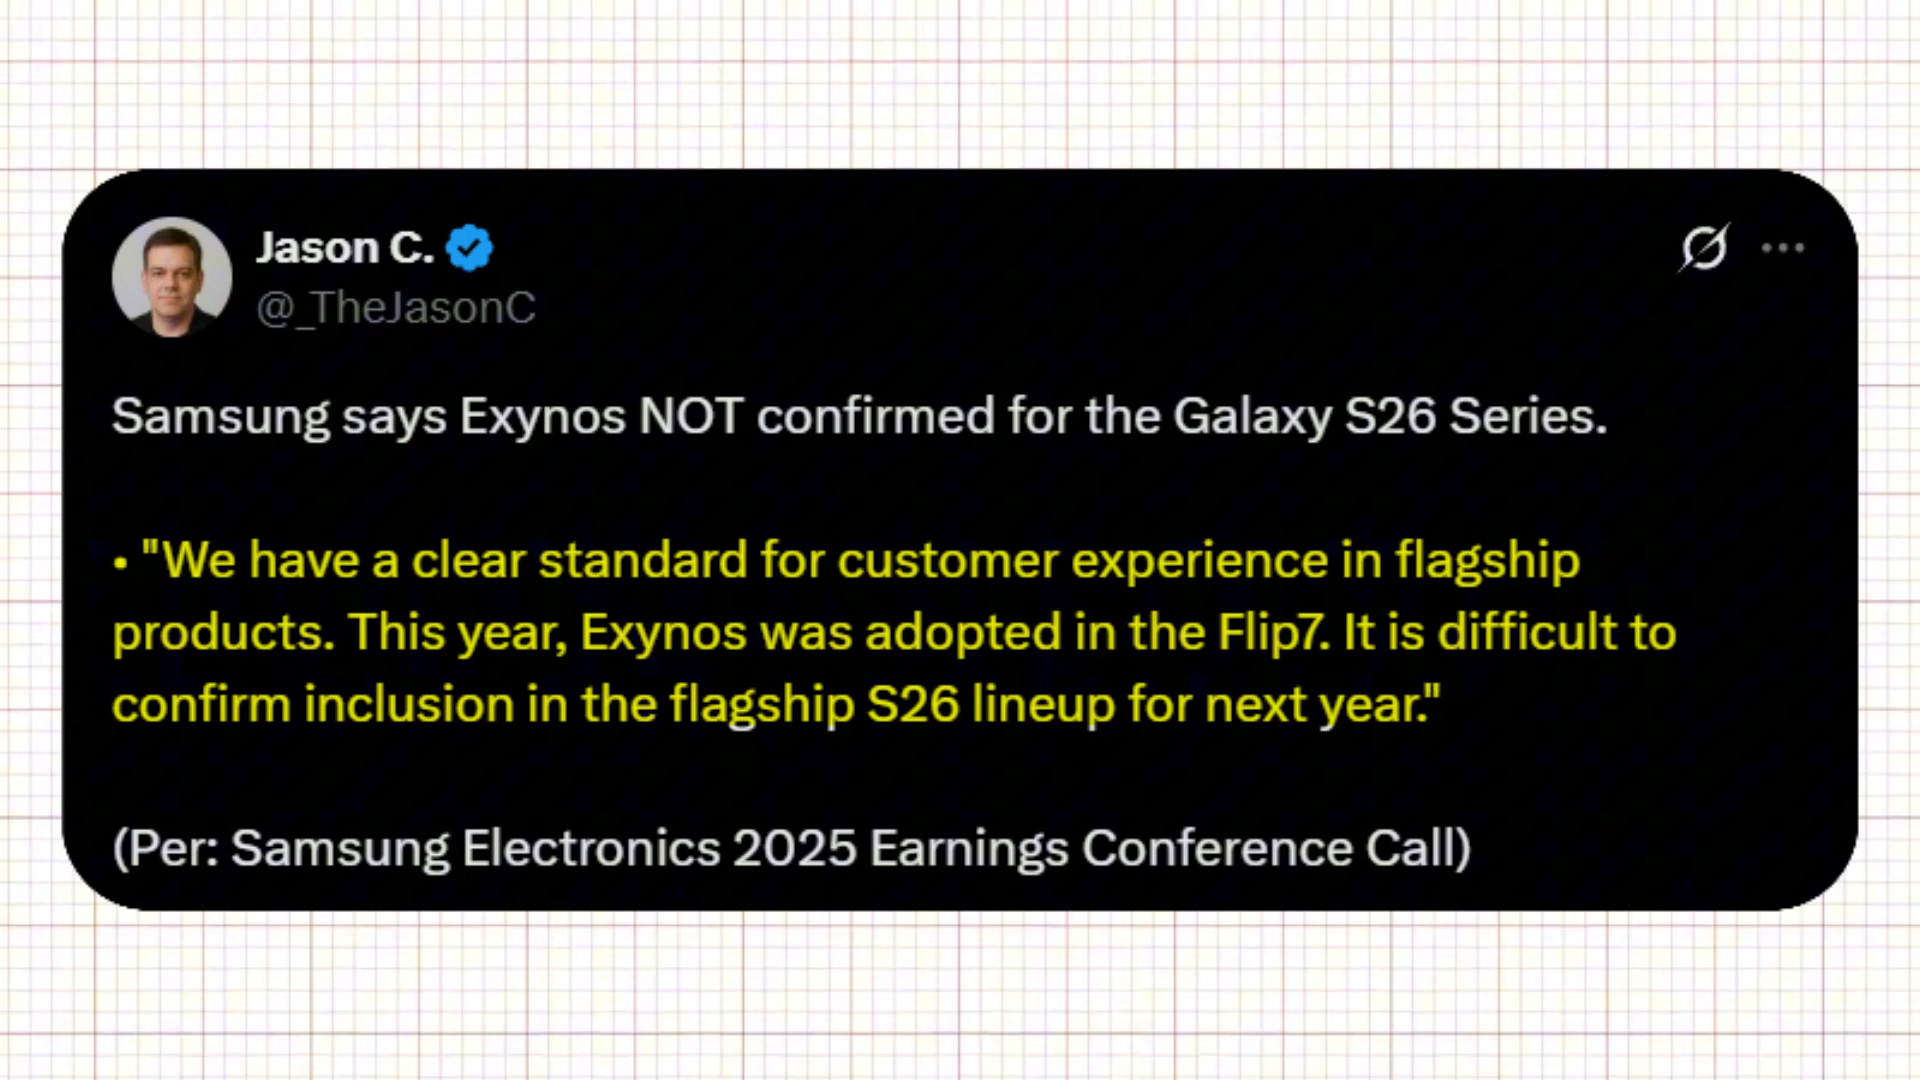 Jason C.
@_TheJasonC
Samsung says Exynos NOT confirmed for the Galaxy S26 Series.
• "We have a clear standard for customer experience in flagship
products. This year, Exynos was adopted in the Flip7. It is difficult to
confirm inclusion in the flagship S26 lineup for next year."
(Per: Samsung Electronics 2025 Earnings Conference Call)